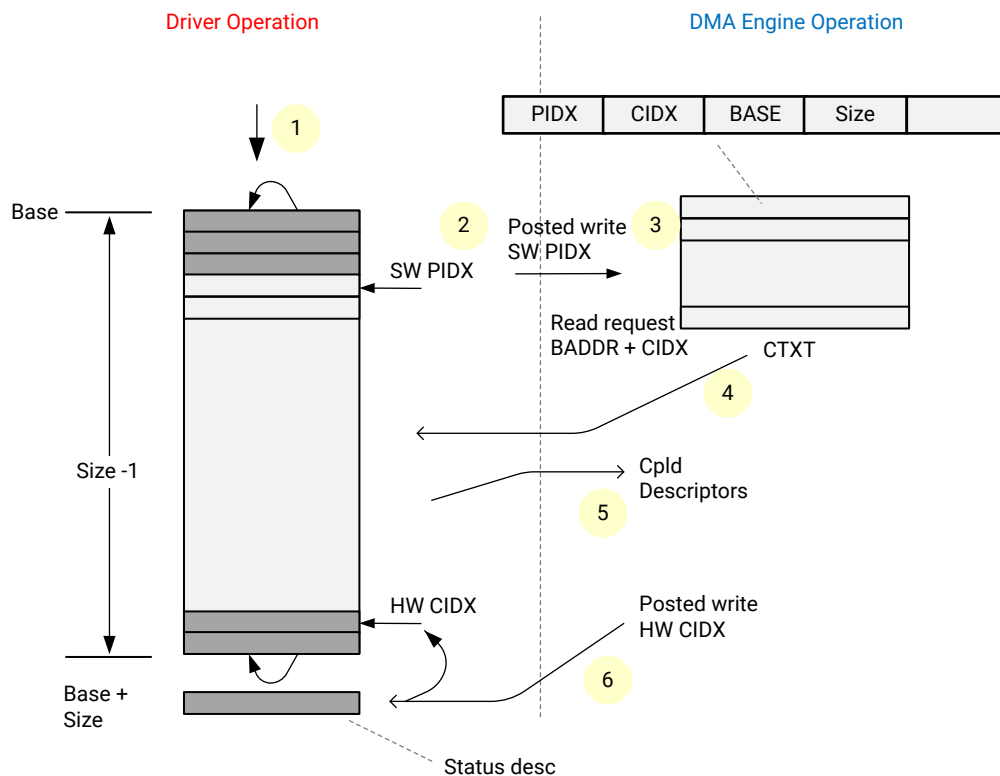 Driver Operation
DMA Engine Operation
PIDX
CIDX
BASE
Size
1
Base
2
Posted write
SW PIDX
3
SW PIDX
Read request
BADDR + CIDX
CTXT
4
Size -1
Cpld
Descriptors
5
HW CIDX
Posted write
HW CIDX
6
Base +
Size
Status desc